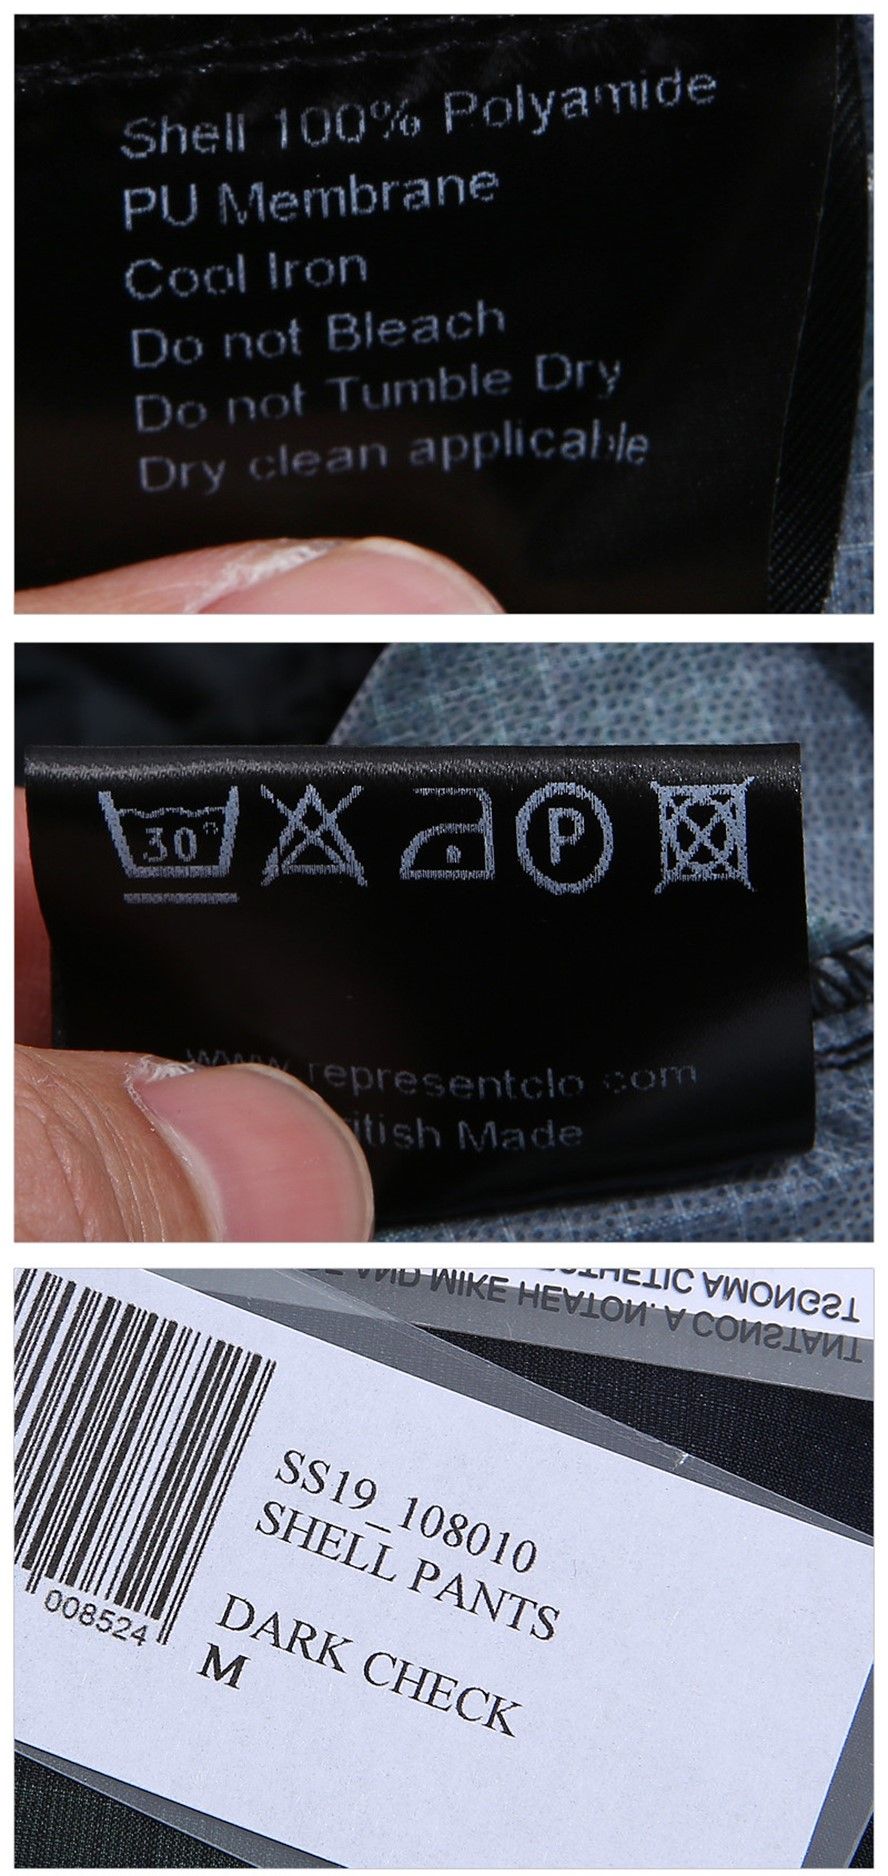 Shell 100% Polyamide
PU Membrane
Cool Iron
Do not Bleach
Do not Tumble Dry
Dry clean applicable
30°
P
www.representclo.com
itish Made
AND MIKE HEATON. A CONSTANT
STHETIC AMONGST
008524
SS19_108010
SHELL PANTS
DARK CHECK
M